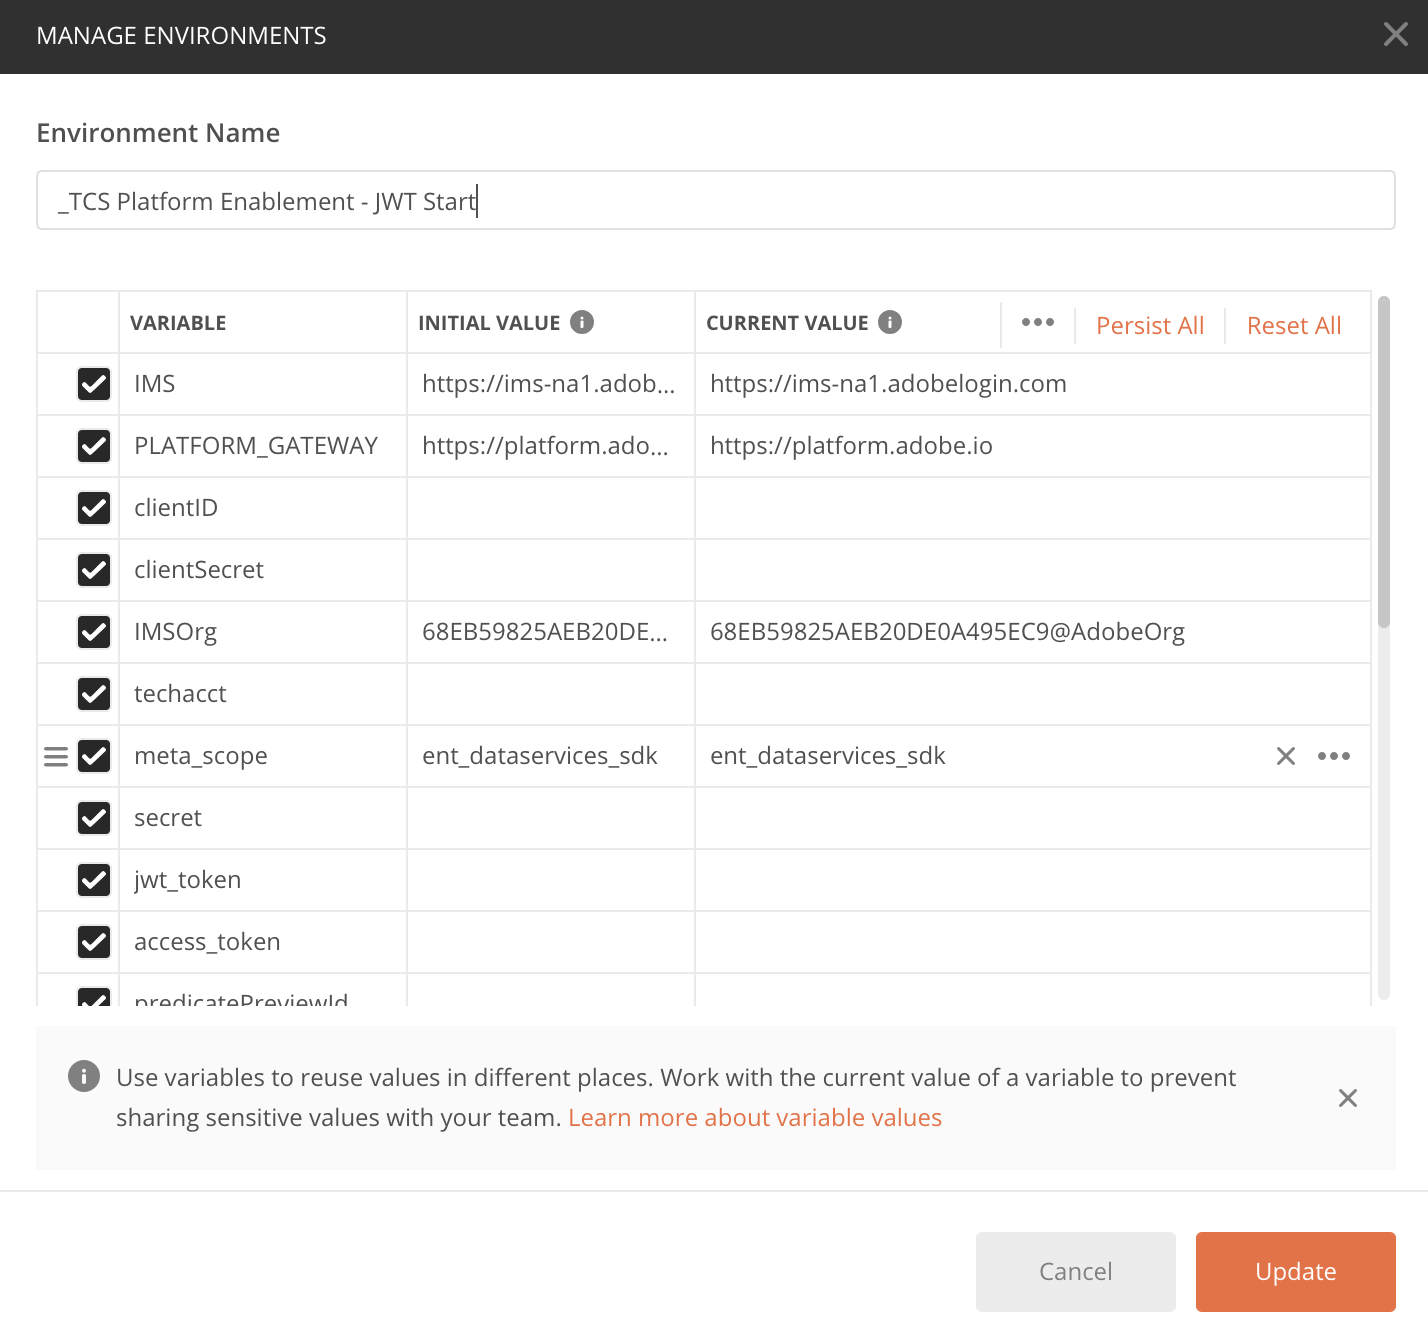 MANAGE ENVIRONMENTS
Environment Name
_TCS Platform Enablement - JWT Start
VARIABLE INITIAL VALUE CURRENT VALUE ••• Persist All Reset All
IMS https://ims-na1.adob... https://ims-na1.adobelogin.com
PLATFORM_GATEWAY https://platform.ado... https://platform.adobe.io
clientID
clientSecret
IMSOrg 68EB59825AEB20DE... 68EB59825AEB20DE0A495EC9@AdobeOrg
techacct
meta_scope ent_dataservices_sdk ent_dataservices_sdk
secret
jwt_token
access_token
predicatePreviewId
Use variables to reuse values in different places. Work with the current value of a variable to prevent
sharing sensitive values with your team. Learn more about variable values
Cancel Update